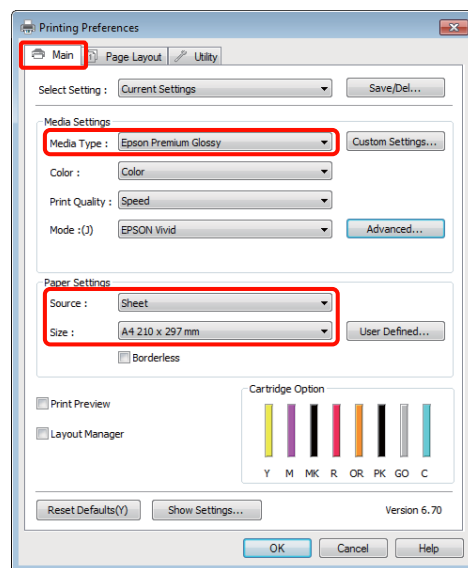 Printing Preferences
Main Page Layout Utility
Select Setting : Current Settings Save/Del...
Media Settings
Media Type : Epson Premium Glossy Custom Settings...
Color : Color
Print Quality : Speed
Mode :(J) EPSON Vivid Advanced...
Paper Settings
Source : Sheet
Size : A4 210 x 297 mm User Defined...
Borderless
Cartridge Option
Print Preview
Layout Manager
Y M MK R OR PK GO C
Reset Defaults(Y) Show Settings... Version 6.70
OK Cancel Help